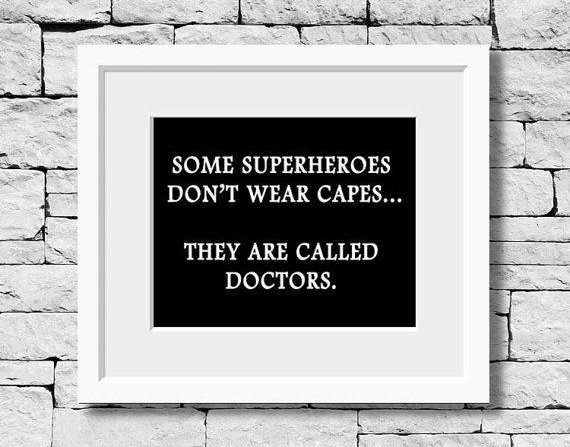 SOME SUPERHEROES
DON'T WEAR CAPES...
THEY ARE CALLED
DOCTORS.